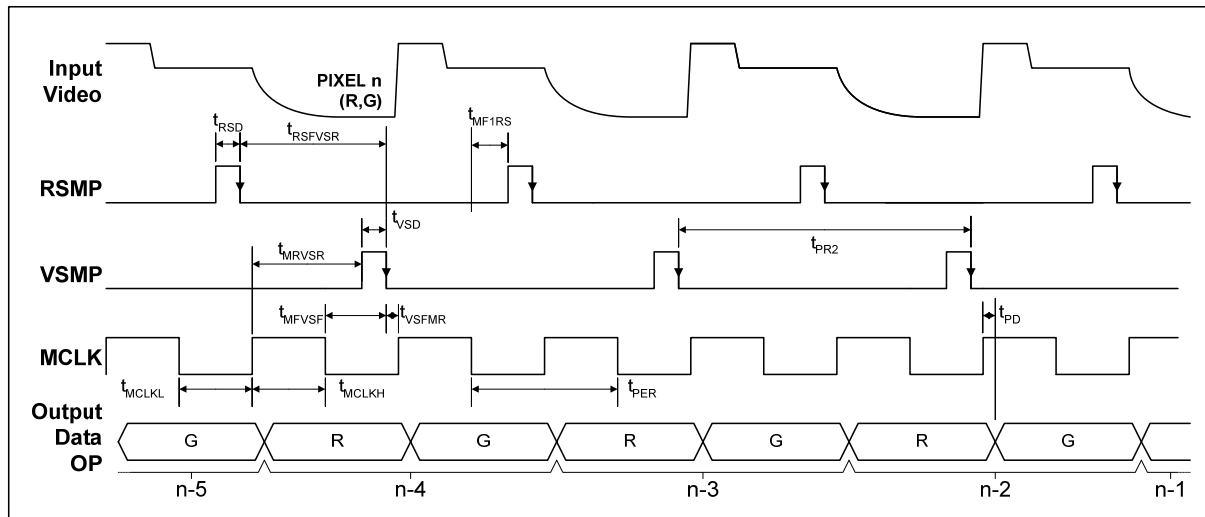 Input
Video
PIXEL n
(R,G)
tRSD
tRSFVSR
tMF1RS
RSMP
tVSD
tMRVSR
tPR2
VSMP
tMFVSF
tVSFMR
tPD
MCLK
tMCLKL
tMCLKH
tPER
Output
Data
OP
G R G R G R G
n-5 n-4 n-3 n-2 n-1